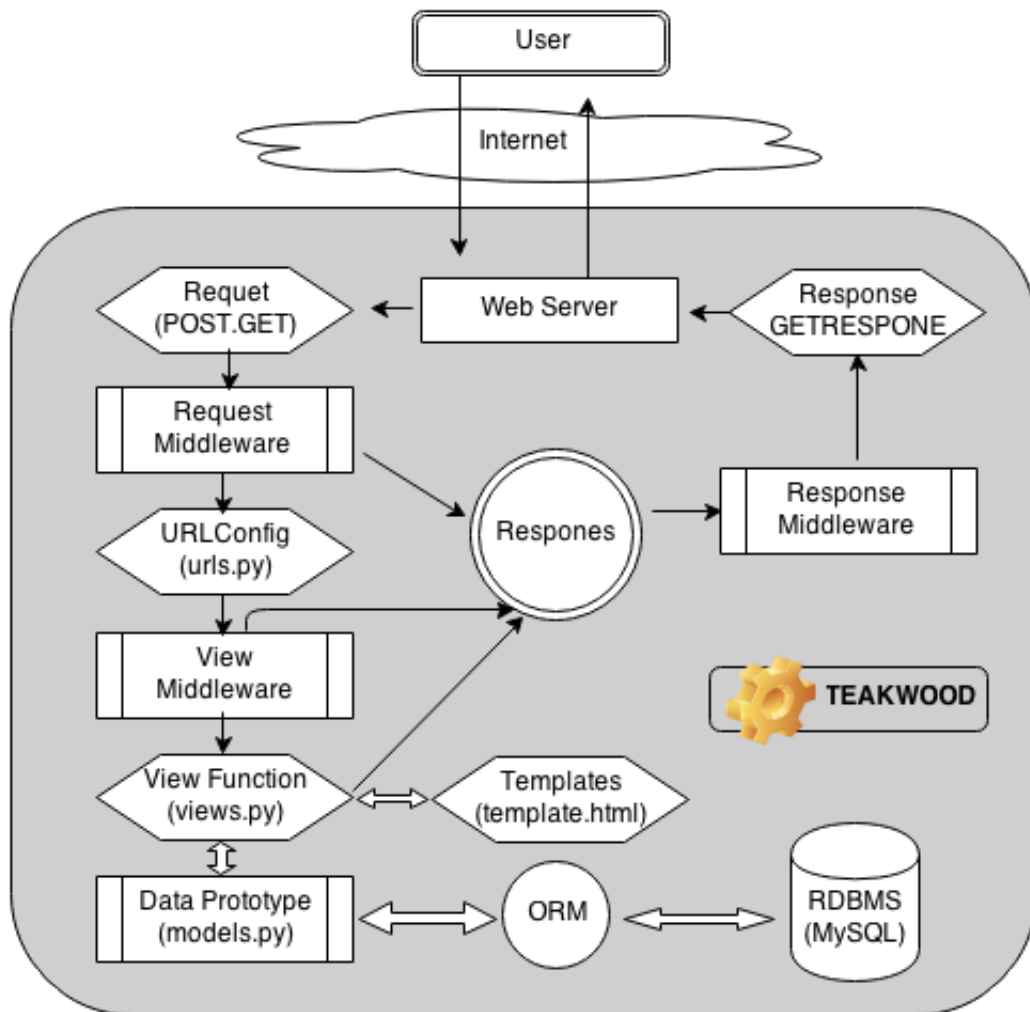 User
Internet
Requet
(POST.GET)
Web Server
Response
GETRESPONE
Request
Middleware
Respones
Response
Middleware
URLConfig
(urls.py)
View
Middleware
TEAKWOOD
View Function
(views.py)
Templates
(template.html)
Data Prototype
(models.py)
ORM
RDBMS
(MySQL)